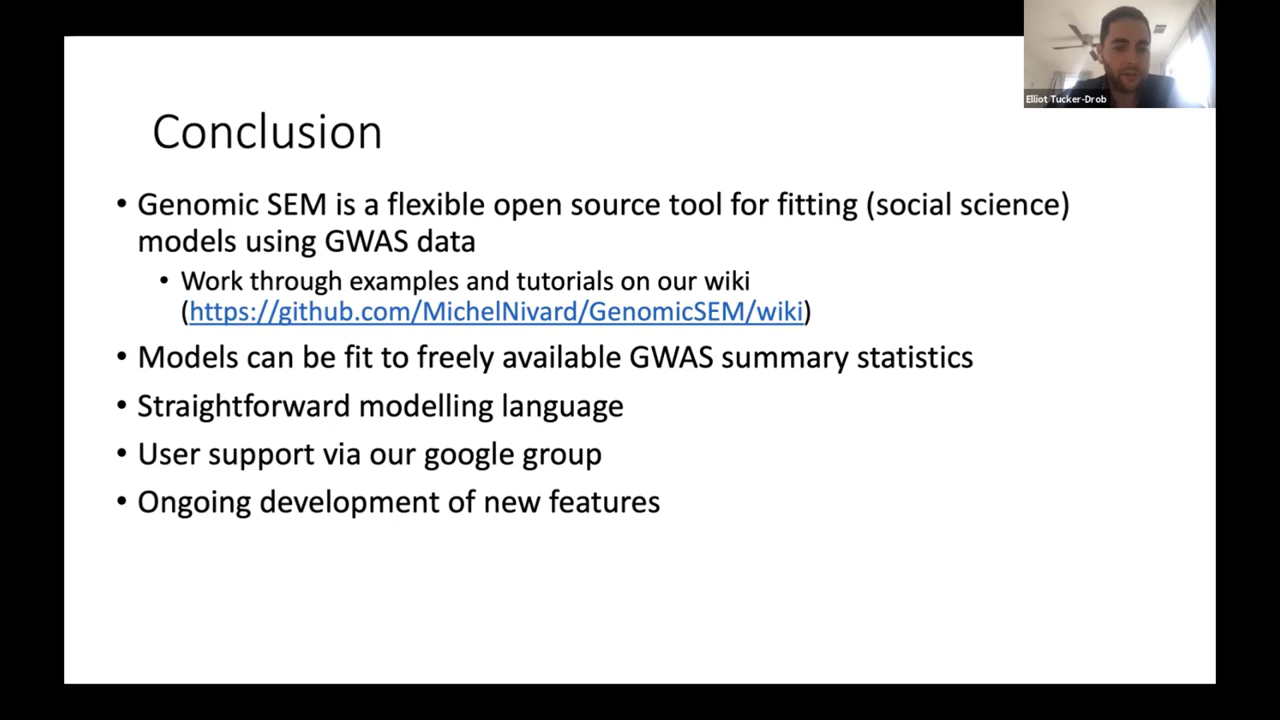 Elliot Tucker-Drob
Conclusion
• Genomic SEM is a flexible open source tool for fitting (social science)
models using GWAS data
• Work through examples and tutorials on our wiki
(https://github.com/MichelNivard/GenomicSEM/wiki)
• Models can be fit to freely available GWAS summary statistics
• Straightforward modelling language
• User support via our google group
• Ongoing development of new features